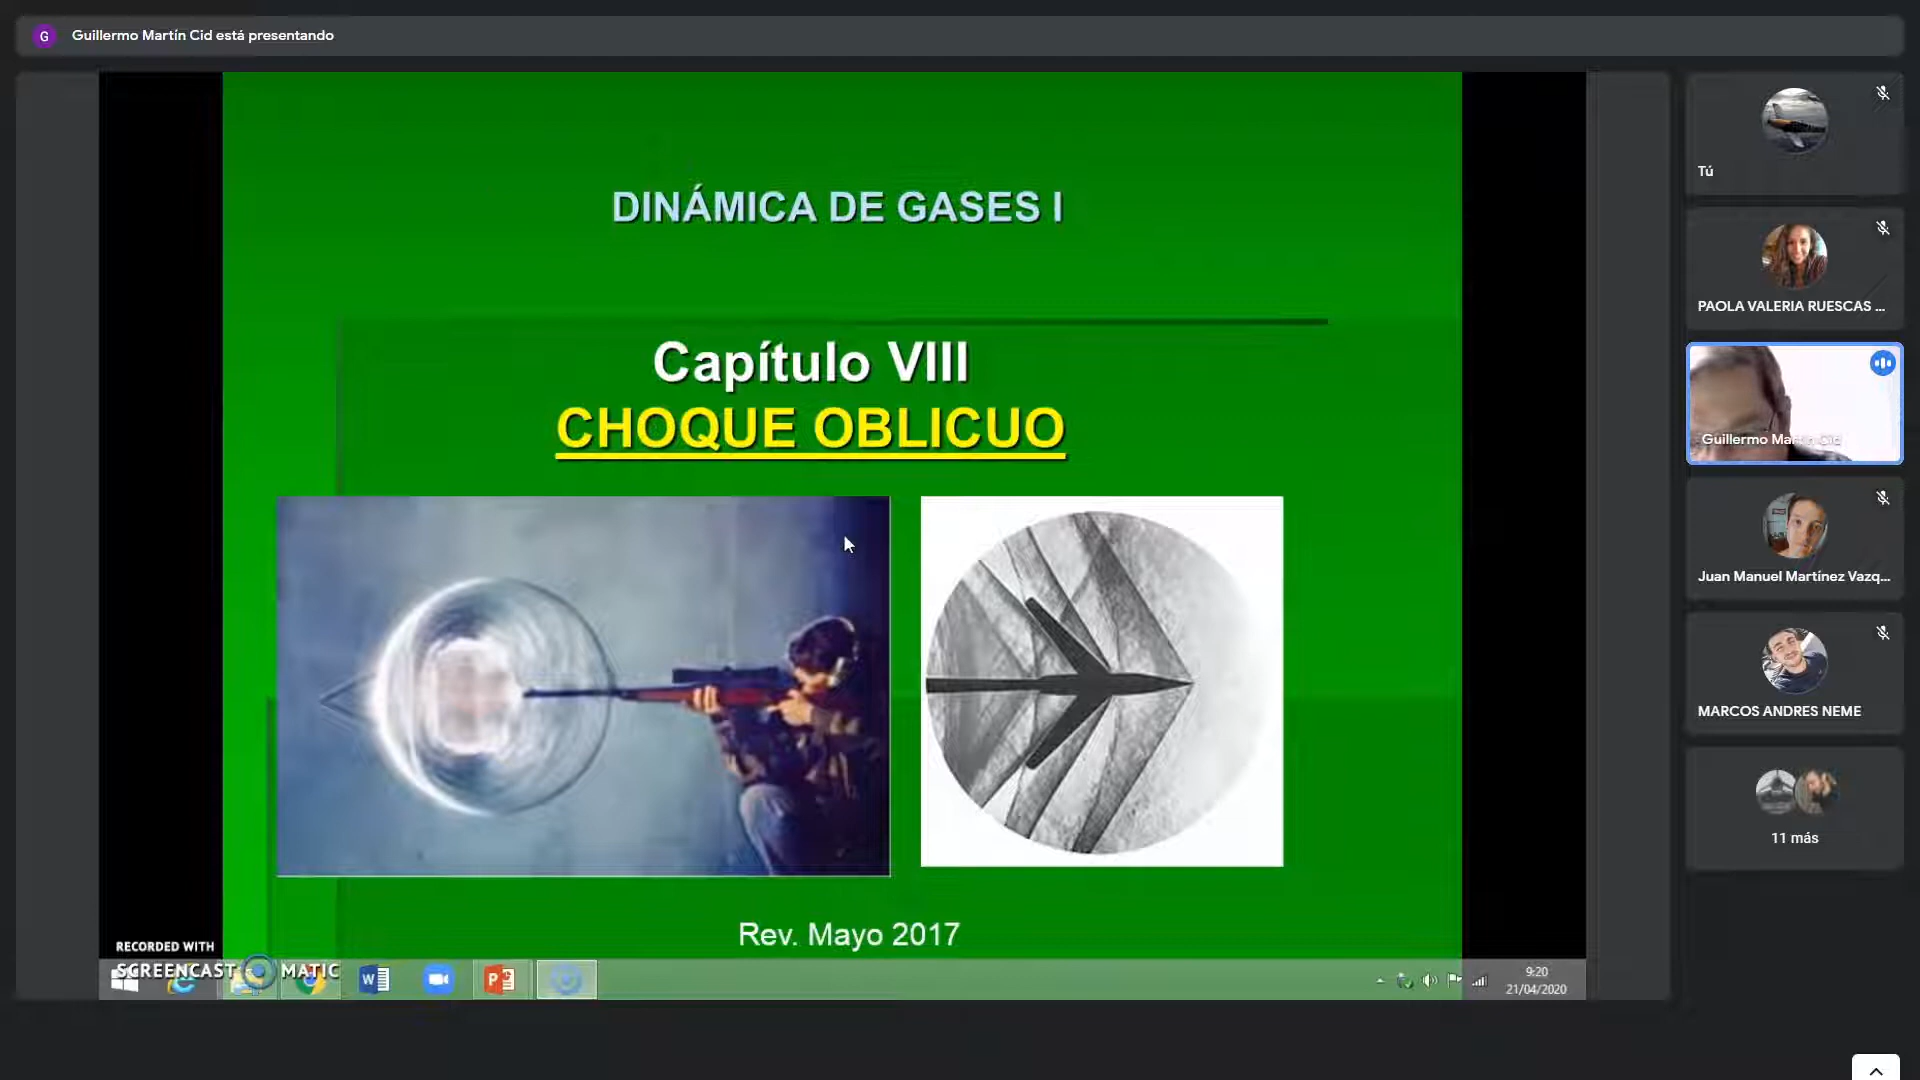 G
Guillermo Martín Cid está presentando
DINÁMICA DE GASES I
Capítulo VIII
CHOQUE OBLICUO
Rev. Mayo 2017
RECORDED WITH
SCREENCAST MATIC
9:20
21/04/2020
Tú
PAOLA VALERIA RUESCAS ...
Guillermo Martín Cid
Juan Manuel Martínez Vazq...
MARCOS ANDRES NEME
11 más